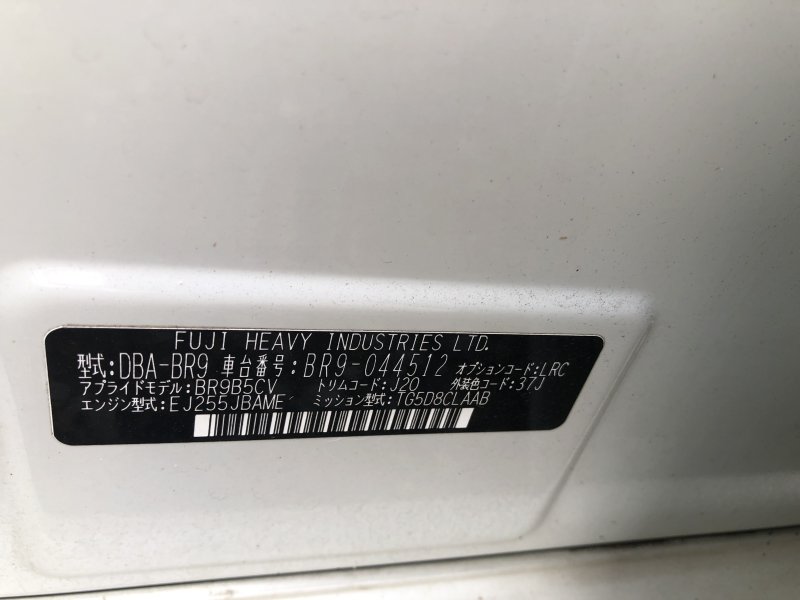 FUJI HEAVY INDUSTRIES LTD.
型式:DBA-BR9 車台番号:BR9-044512 オプションコード:LRC
アプライドモデル:BR9B5CV トリムコード:J20 外装色コード:37J
エンジン型式:EJ255JBAME ミッション型式:TG5D8CLAAB